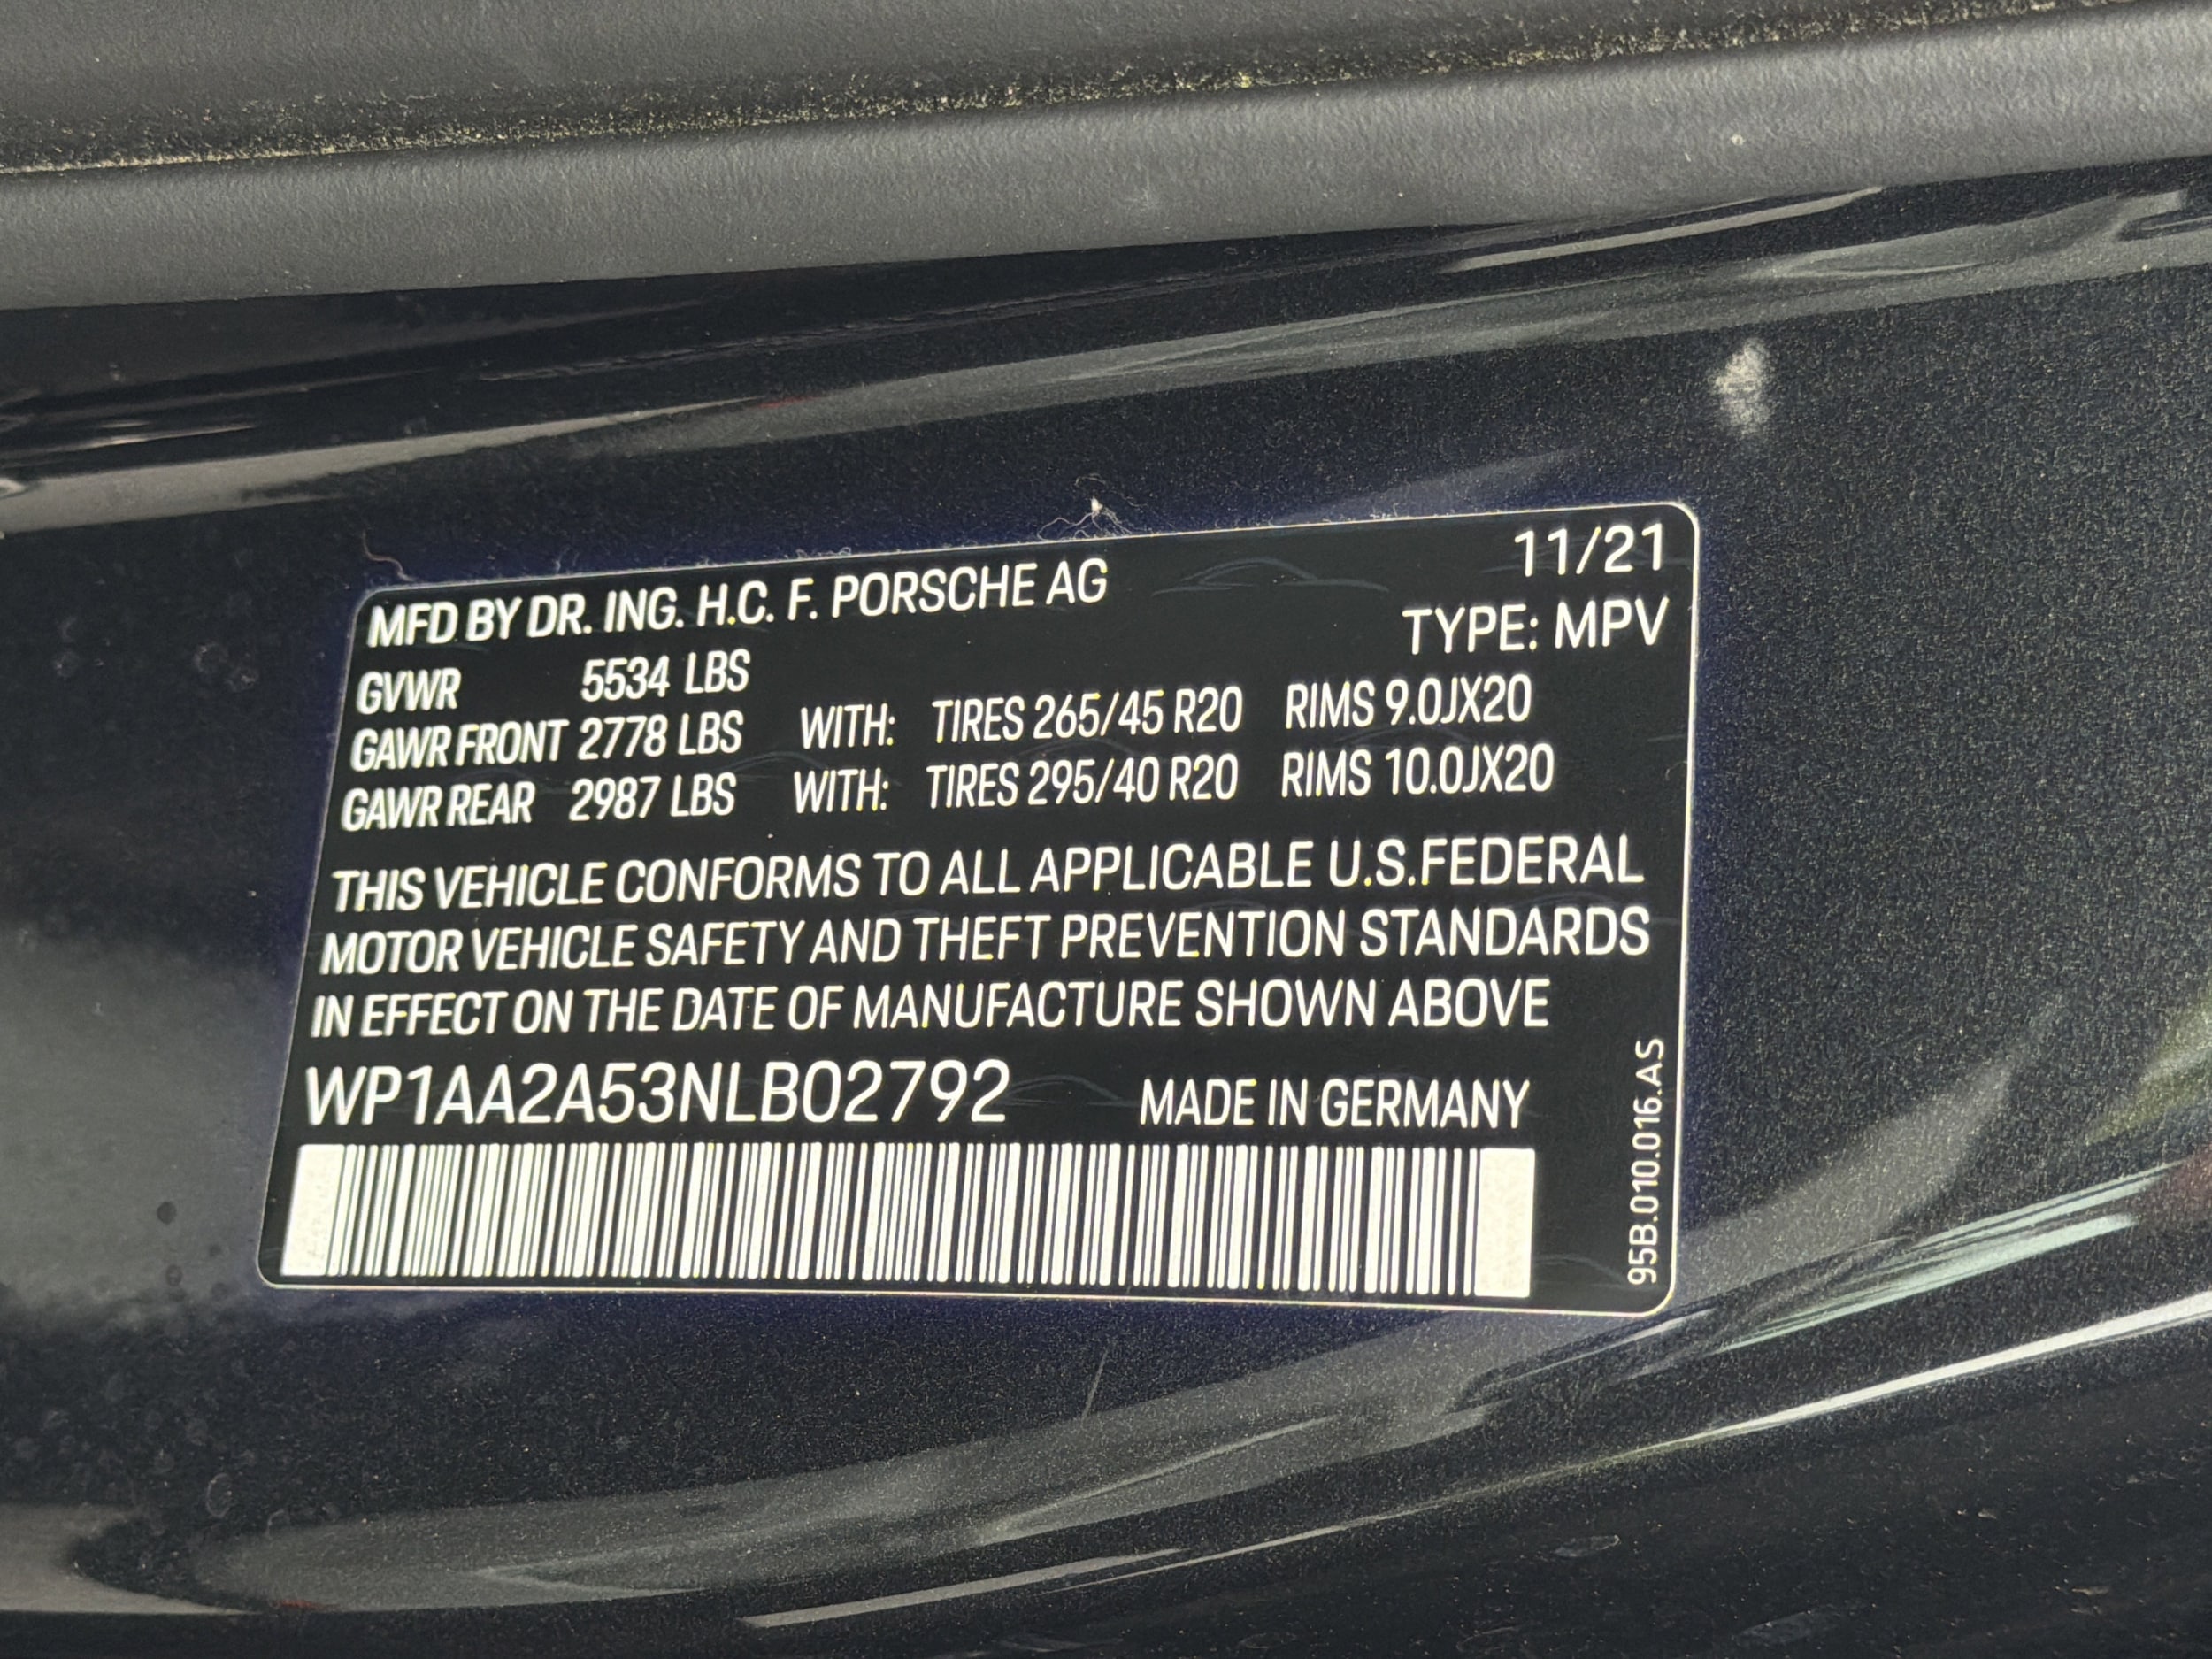 MFD BY DR. ING. H.C. F. PORSCHE AG 11/21
TYPE: MPV
GVWR 5534 LBS
GAWR FRONT 2778 LBS WITH: TIRES 265/45 R20 RIMS 9.0JX20
GAWR REAR 2987 LBS WITH: TIRES 295/40 R20 RIMS 10.0JX20
THIS VEHICLE CONFORMS TO ALL APPLICABLE U.S.FEDERAL
MOTOR VEHICLE SAFETY AND THEFT PREVENTION STANDARDS
IN EFFECT ON THE DATE OF MANUFACTURE SHOWN ABOVE
WP1AA2A53NLB02792 MADE IN GERMANY
95B.010.016.AS